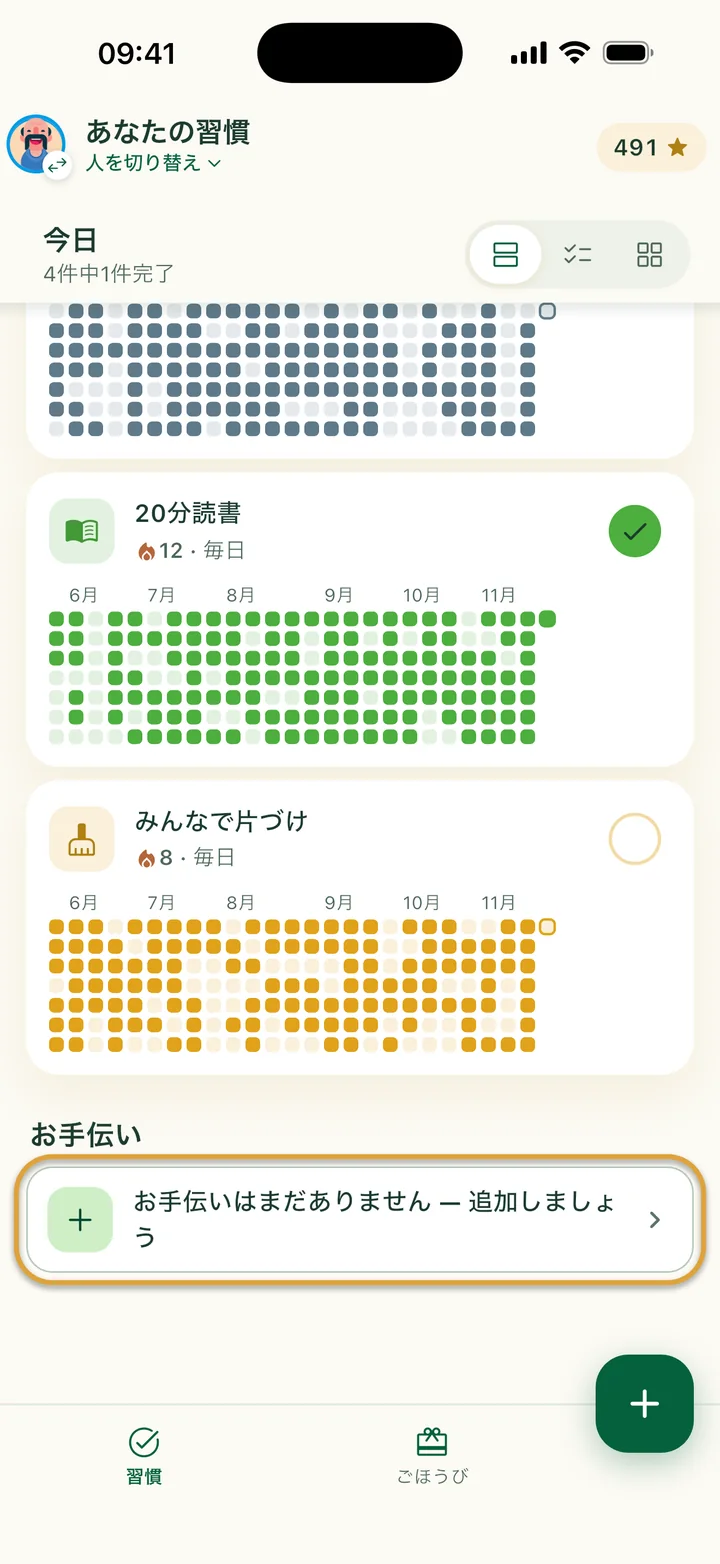 09:41
あなたの習慣
人を切り替え
491
今日
4件中1件完了
20分読書
12 · 毎日
6月 7月 8月 9月 10月 11月
みんなで片づけ
8 · 毎日
6月 7月 8月 9月 10月 11月
お手伝い
お手伝いはまだありません — 追加しましょ
う
習慣
ごほうび